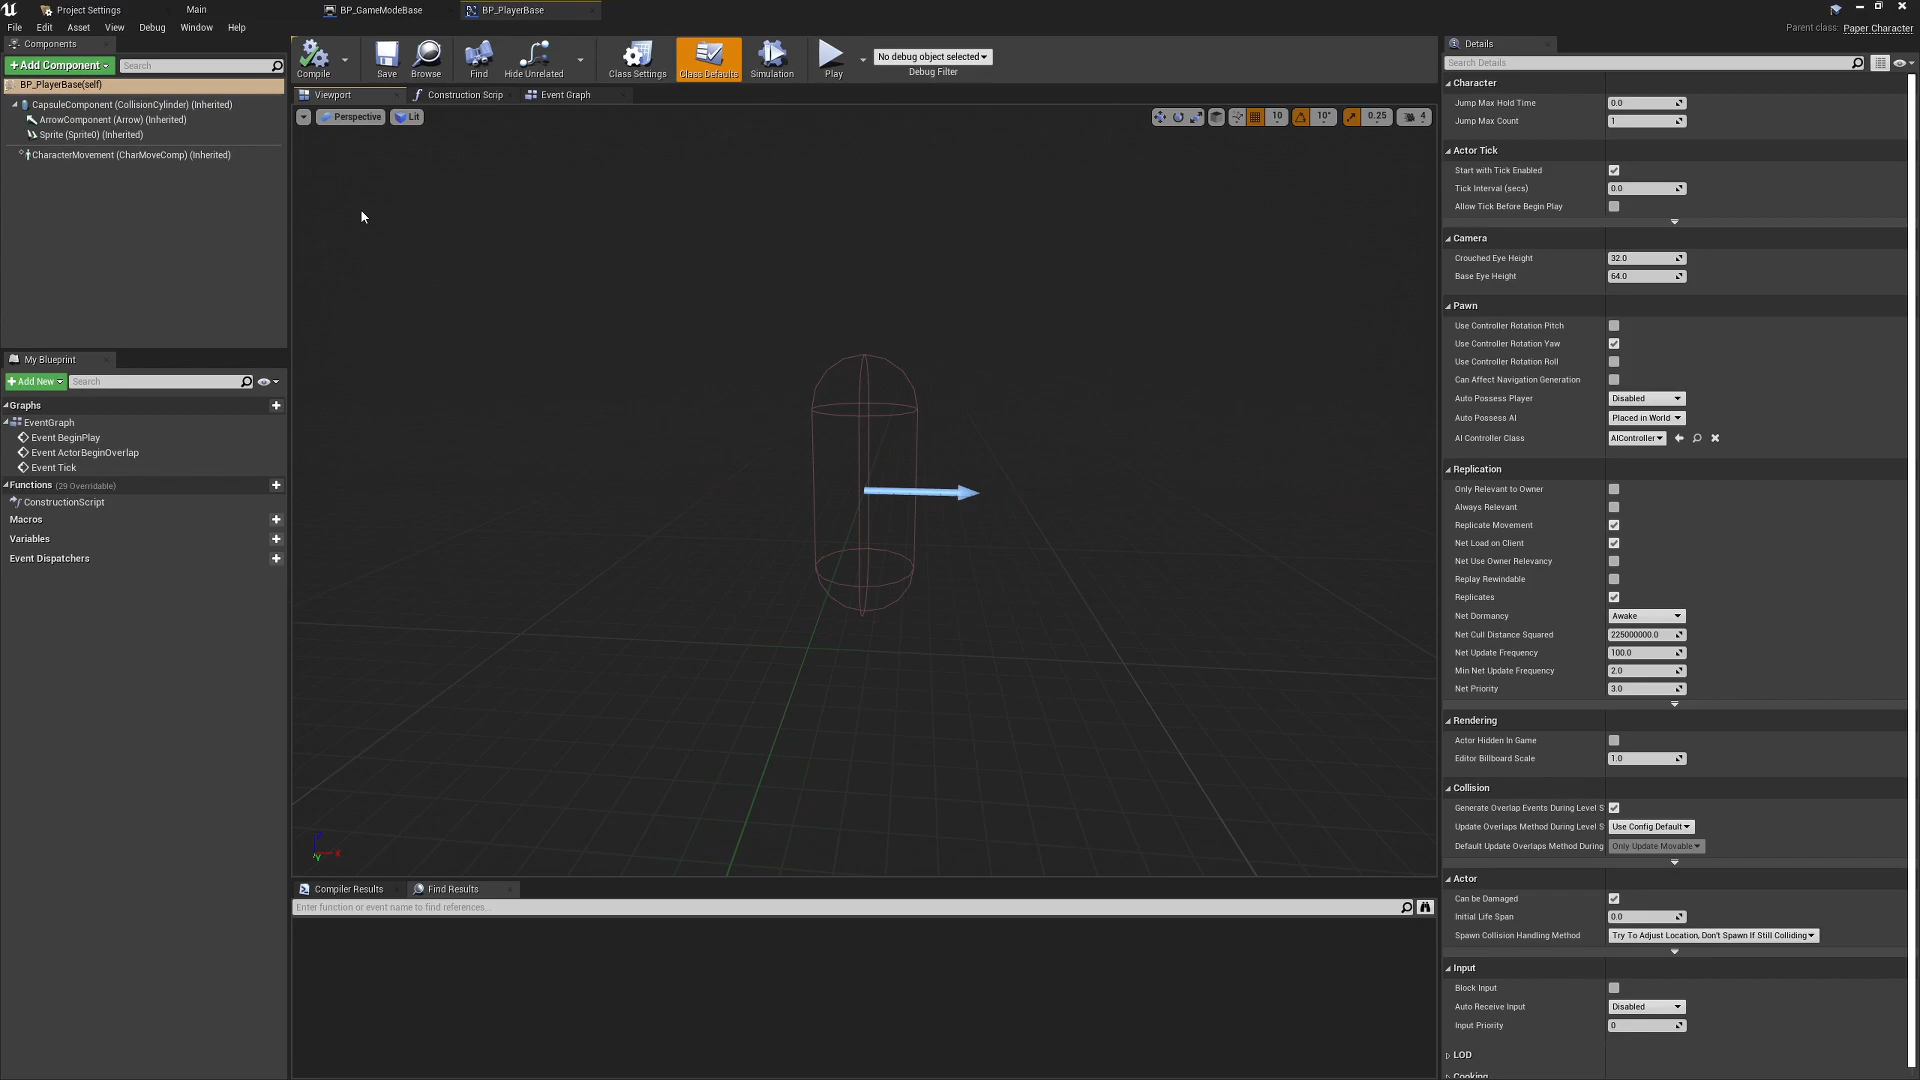 Project Settings
Main
BP_GameModeBase
BP_PlayerBase
File
Edit
Asset
View
Debug
Window
Help
Parent class: Paper Character
Components
+Add Component
Search
BP_PlayerBase(self)
CapsuleComponent (CollisionCylinder) (Inherited)
ArrowComponent (Arrow) (Inherited)
Sprite (Sprite0) (Inherited)
CharacterMovement (CharMoveComp) (Inherited)
My Blueprint
+Add New
Search
Graphs
EventGraph
Event BeginPlay
Event ActorBeginOverlap
Event Tick
Functions (29 Overridable)
ConstructionScript
Macros
Variables
Event Dispatchers
Compile
Save
Browse
Find
Hide Unrelated
Class Settings
Class Defaults
Simulation
Play
No debug object selected
Debug Filter
Viewport
Construction Scrip
Event Graph
Perspective
Lit
10
10°
0.25
4
X
Y
Compiler Results
Find Results
Enter function or event name to find references...
Details
Search Details
Character
Jump Max Hold Time 0.0
Jump Max Count 1
Actor Tick
Start with Tick Enabled
Tick Interval (secs) 0.0
Allow Tick Before Begin Play
Camera
Crouched Eye Height 32.0
Base Eye Height 64.0
Pawn
Use Controller Rotation Pitch
Use Controller Rotation Yaw
Use Controller Rotation Roll
Can Affect Navigation Generation
Auto Possess Player Disabled
Auto Possess AI Placed in World
AI Controller Class AIController
Replication
Only Relevant to Owner
Always Relevant
Replicate Movement
Net Load on Client
Net Use Owner Relevancy
Replay Rewindable
Replicates
Net Dormancy Awake
Net Cull Distance Squared 225000000.0
Net Update Frequency 100.0
Min Net Update Frequency 2.0
Net Priority 3.0
Rendering
Actor Hidden In Game
Editor Billboard Scale 1.0
Collision
Generate Overlap Events During Level S
Update Overlaps Method During Level S Use Config Default
Default Update Overlaps Method During Only Update Movable
Actor
Can be Damaged
Initial Life Span 0.0
Spawn Collision Handling Method Try To Adjust Location, Don't Spawn If Still Colliding
Input
Block Input
Auto Receive Input Disabled
Input Priority 0
LOD
Cooking